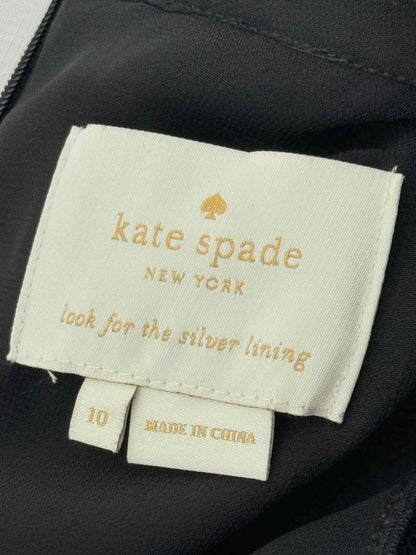 kate spade
NEW YORK
look for the silver lining
10
MADE IN CHINA